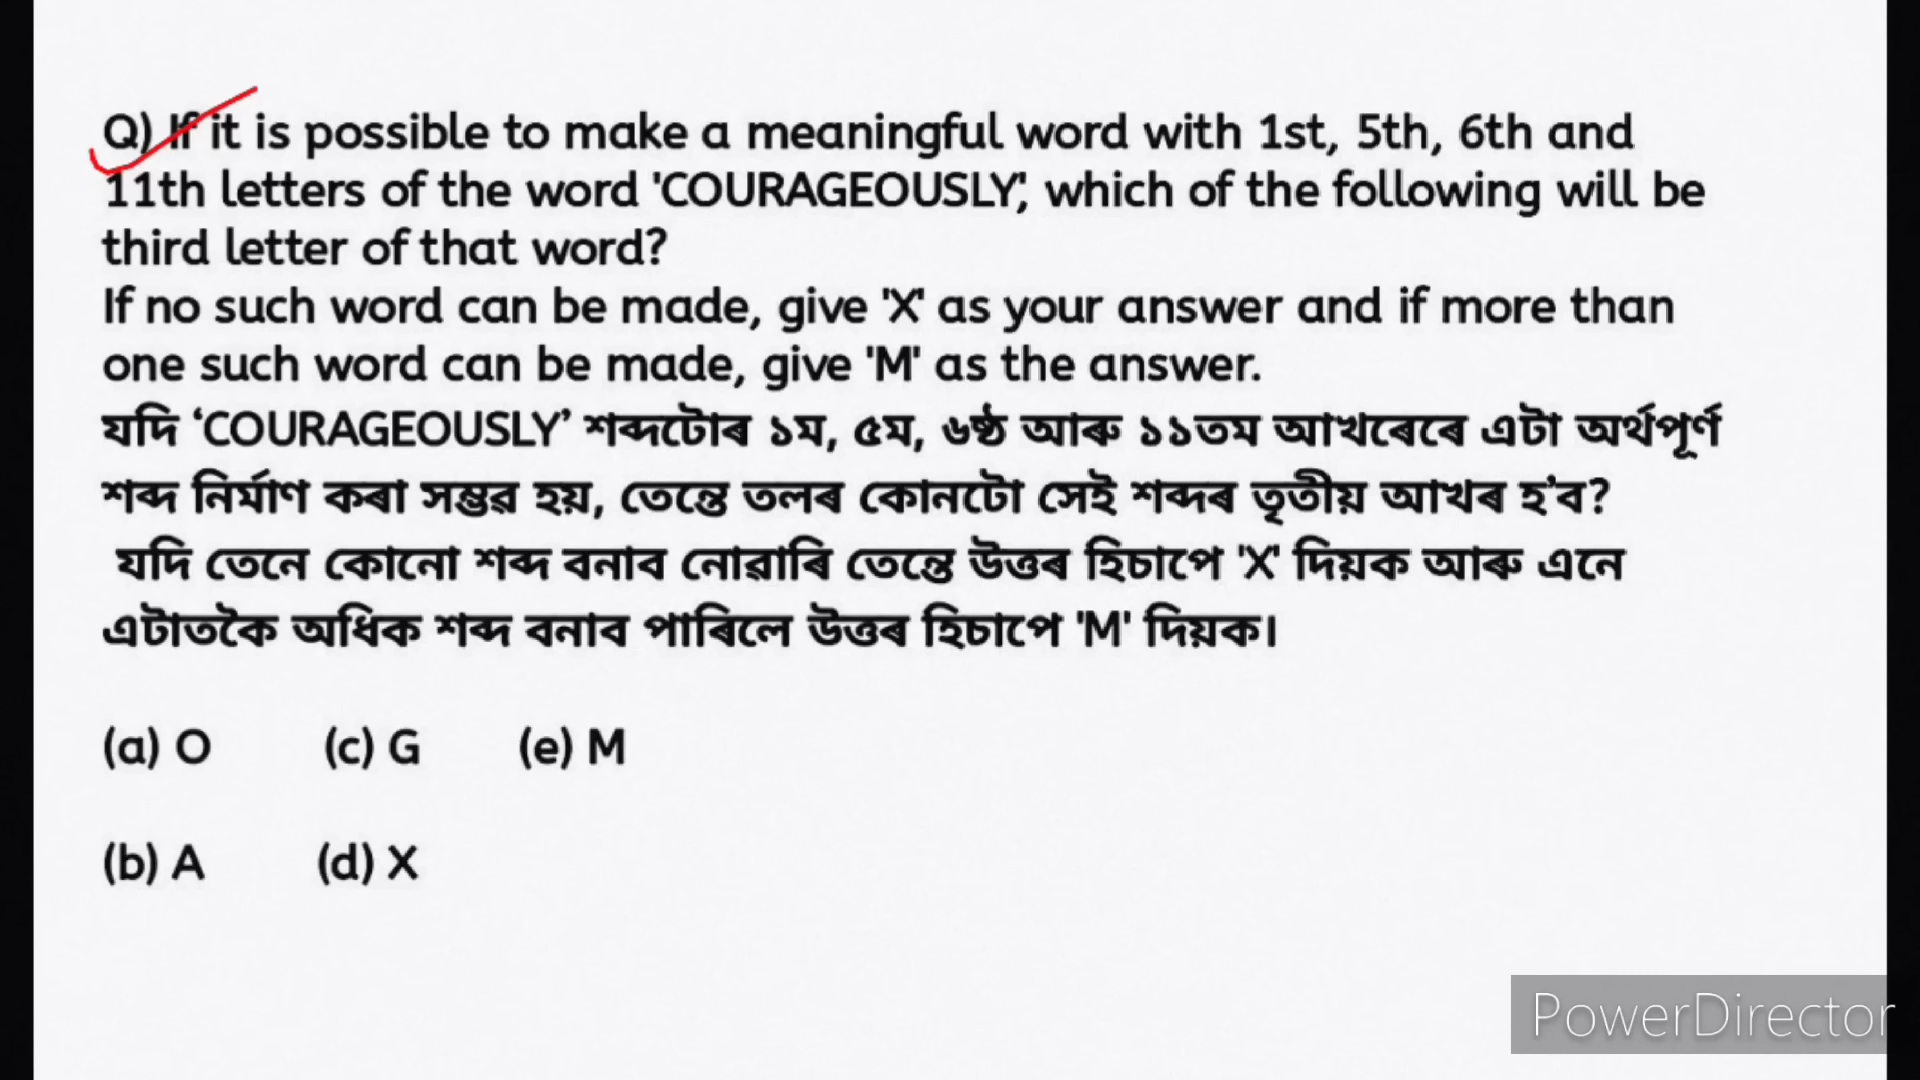 Q) If it is possible to make a meaningful word with 1st, 5th, 6th and
11th letters of the word 'COURAGEOUSLY', which of the following will be
third letter of that word?
If no such word can be made, give 'X' as your answer and if more than
one such word can be made, give 'M' as the answer.
যদি ‘COURAGEOUSLY’ শব্দটোৰ ১ম, ৫ম, ৬ষ্ঠ আৰু ১১তম আখৰেৰে এটা অৰ্থপূৰ্ণ
শব্দ নিৰ্মাণ কৰা সম্ভৱ হয়, তেন্তে তলৰ কোনটো সেই শব্দৰ তৃতীয় আখৰ হ’ব?
যদি তেনে কোনো শব্দ বনাব নোৱাৰি তেন্তে উত্তৰ হিচাপে 'X' দিয়ক আৰু এনে
এটাতকৈ অধিক শব্দ বনাব পাৰিলে উত্তৰ হিচাপে 'M' দিয়ক।
(a) O (c) G (e) M
(b) A (d) X
PowerDirector